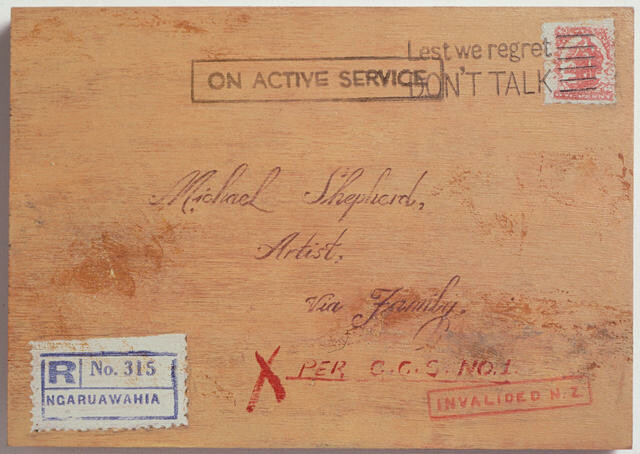 Lest we regret
ON ACTIVE SERVICE
DON'T TALK
Michael Shepherd,
Artist.
Via Family.
X PER C.C.S. NO.1
INVALIDED N.Z.
R No. 315
NGARUAWAHIA